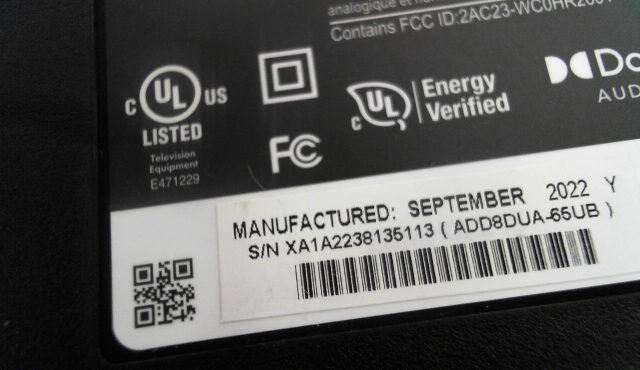 analogique et
Contains FCC ID:2AC23-WC0HR2601
C UL US
LISTED
Television
Equipment
E471229
FC
C UL Energy
Verified
AUD
MANUFACTURED: SEPTEMBER 2022 Y
S/N XA1A2238135113 ( ADD8DUA-65UB )